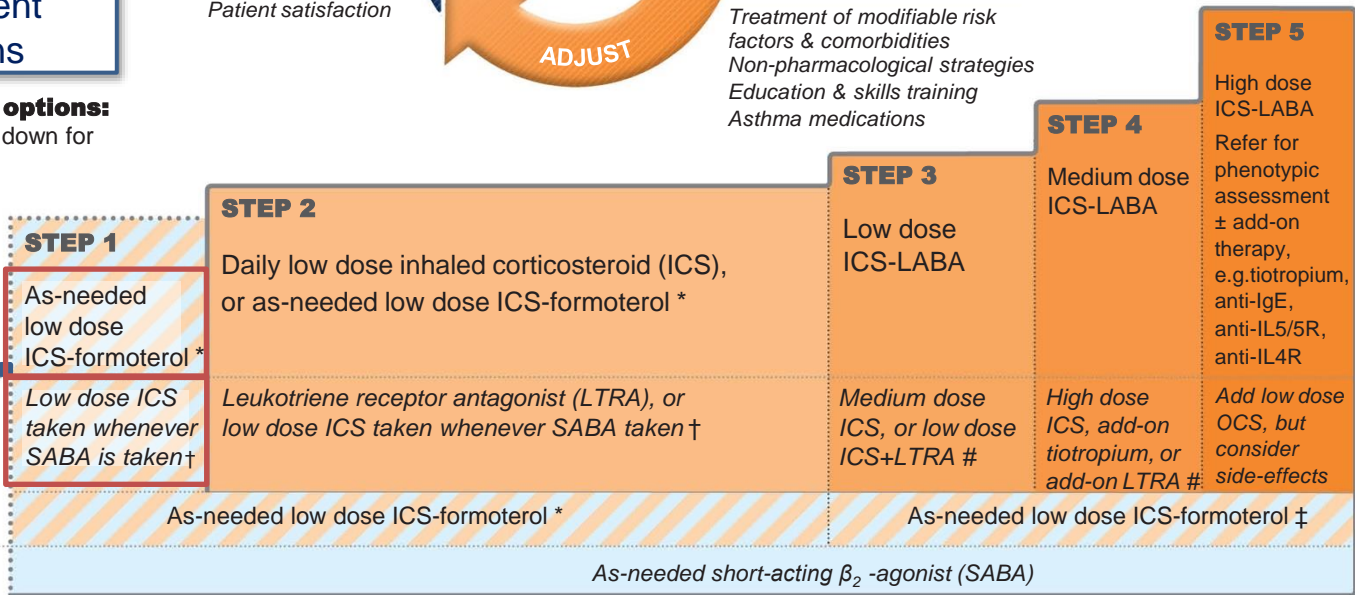 ent
ns
Patient satisfaction
ADJUST
Treatment of modifiable risk
factors & comorbidities
Non-pharmacological strategies
Education & skills training
Asthma medications
options:
down for
STEP 1
As-needed
low dose
ICS-formoterol *
Low dose ICS
taken whenever
SABA is taken†
STEP 2
Daily low dose inhaled corticosteroid (ICS),
or as-needed low dose ICS-formoterol *
Leukotriene receptor antagonist (LTRA), or
low dose ICS taken whenever SABA taken†
STEP 3
Low dose
ICS-LABA
Medium dose
ICS, or low dose
ICS+LTRA #
STEP 4
Medium dose
ICS-LABA
High dose
ICS, add-on
tiotropium, or
add-on LTRA #
STEP 5
High dose
ICS-LABA
Refer for
phenotypic
assessment
± add-on
therapy,
e.g.tiotropium,
anti-IgE,
anti-IL5/5R,
anti-IL4R
Add low dose
OCS, but
consider
side-effects
As-needed low dose ICS-formoterol *
As-needed low dose ICS-formoterol ‡
As-needed short-acting β₂ -agonist (SABA)